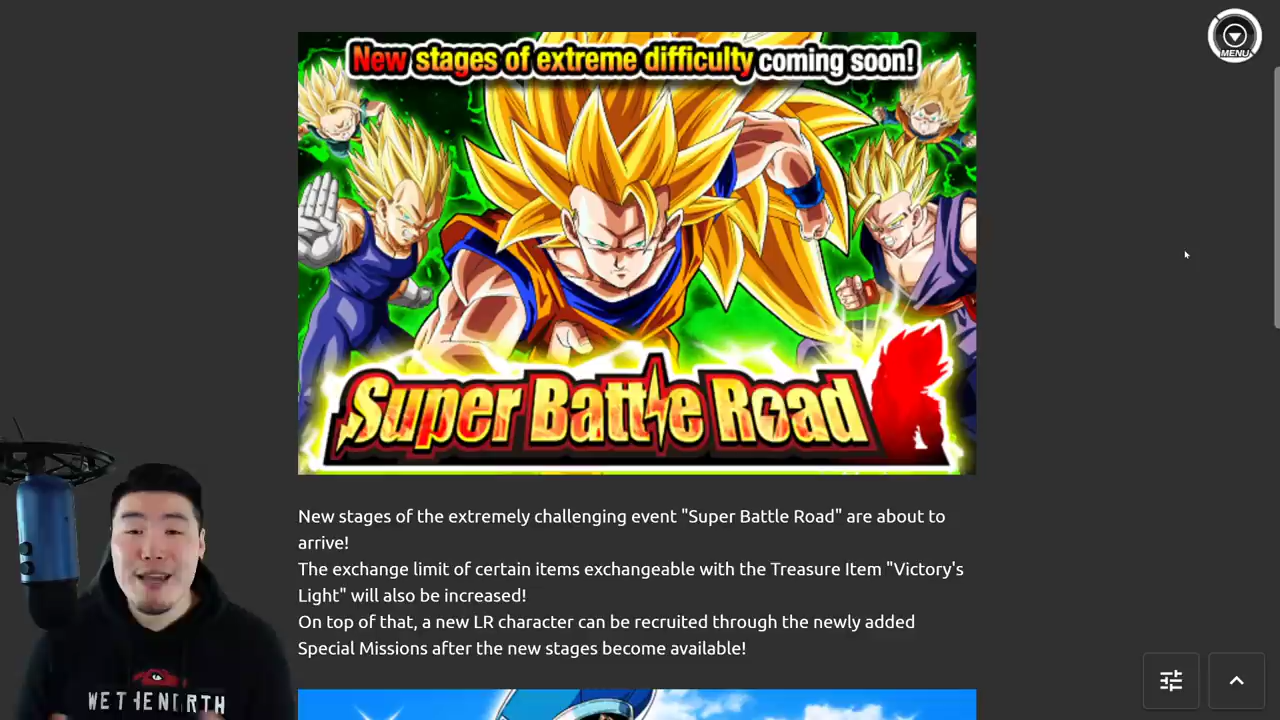 MENU
New stages of extreme difficulty coming soon!
Super Battle Road
New stages of the extremely challenging event "Super Battle Road" are about to
arrive!
The exchange limit of certain items exchangeable with the Treasure Item "Victory's
Light" will also be increased!
On top of that, a new LR character can be recruited through the newly added
Special Missions after the new stages become available!
WE THE NORTH